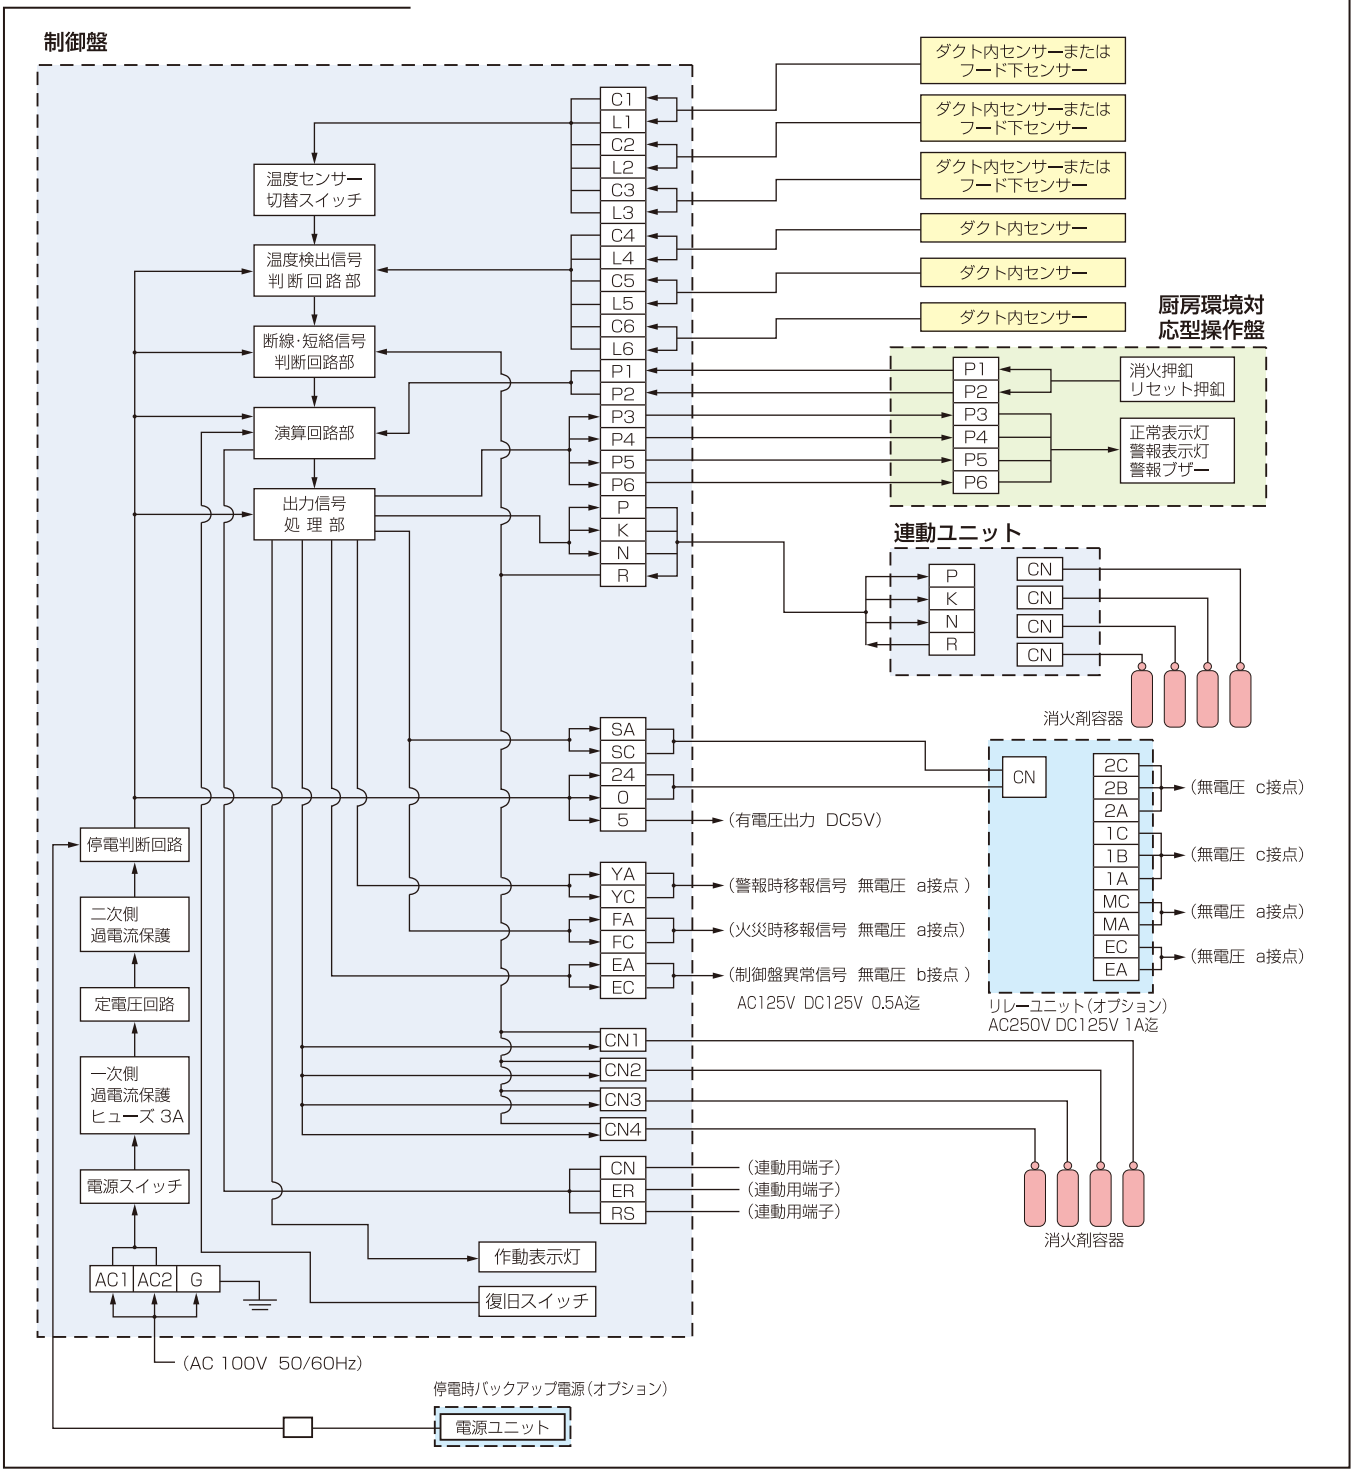 制御盤
ダクト内センサーまたは
フード下センサー
ダクト内センサーまたは
フード下センサー
ダクト内センサーまたは
フード下センサー
ダクト内センサー
ダクト内センサー
ダクト内センサー
C1
L1
C2
L2
C3
L3
C4
L4
C5
L5
C6
L6
P1
P2
P3
P4
P5
P6
P
K
N
R
温度センサー
切替スイッチ
温度検出信号
判断回路部
断線・短絡信号
判断回路部
演算回路部
出力信号
処理部
厨房環境対
応型操作盤
P1
P2
P3
P4
P5
P6
消火押釦
リセット押釦
正常表示灯
警報表示灯
警報ブザー
連動ユニット
P
K
N
R
CN
CN
CN
CN
消火剤容器
SA
SC
24
0
5
(有電圧出力 DC5V)
CN
2C
2B
2A
1C
1B
1A
MC
MA
EC
EA
(無電圧 c接点)
(無電圧 c接点)
(無電圧 a接点)
(無電圧 a接点)
リレーユニット(オプション)
AC250V DC125V 1A迄
YA
YC
FA
FC
EA
EC
(警報時移報信号 無電圧 a接点 )
(火災時移報信号 無電圧 a接点)
(制御盤異常信号 無電圧 b接点 )
AC125V DC125V 0.5A迄
停電判断回路
二次側
過電流保護
定電圧回路
一次側
過電流保護
ヒューズ 3A
電源スイッチ
AC1
AC2
G
(AC 100V 50/60Hz)
CN1
CN2
CN3
CN4
CN
ER
RS
(連動用端子)
(連動用端子)
(連動用端子)
消火剤容器
作動表示灯
復旧スイッチ
停電時バックアップ電源(オプション)
電源ユニット